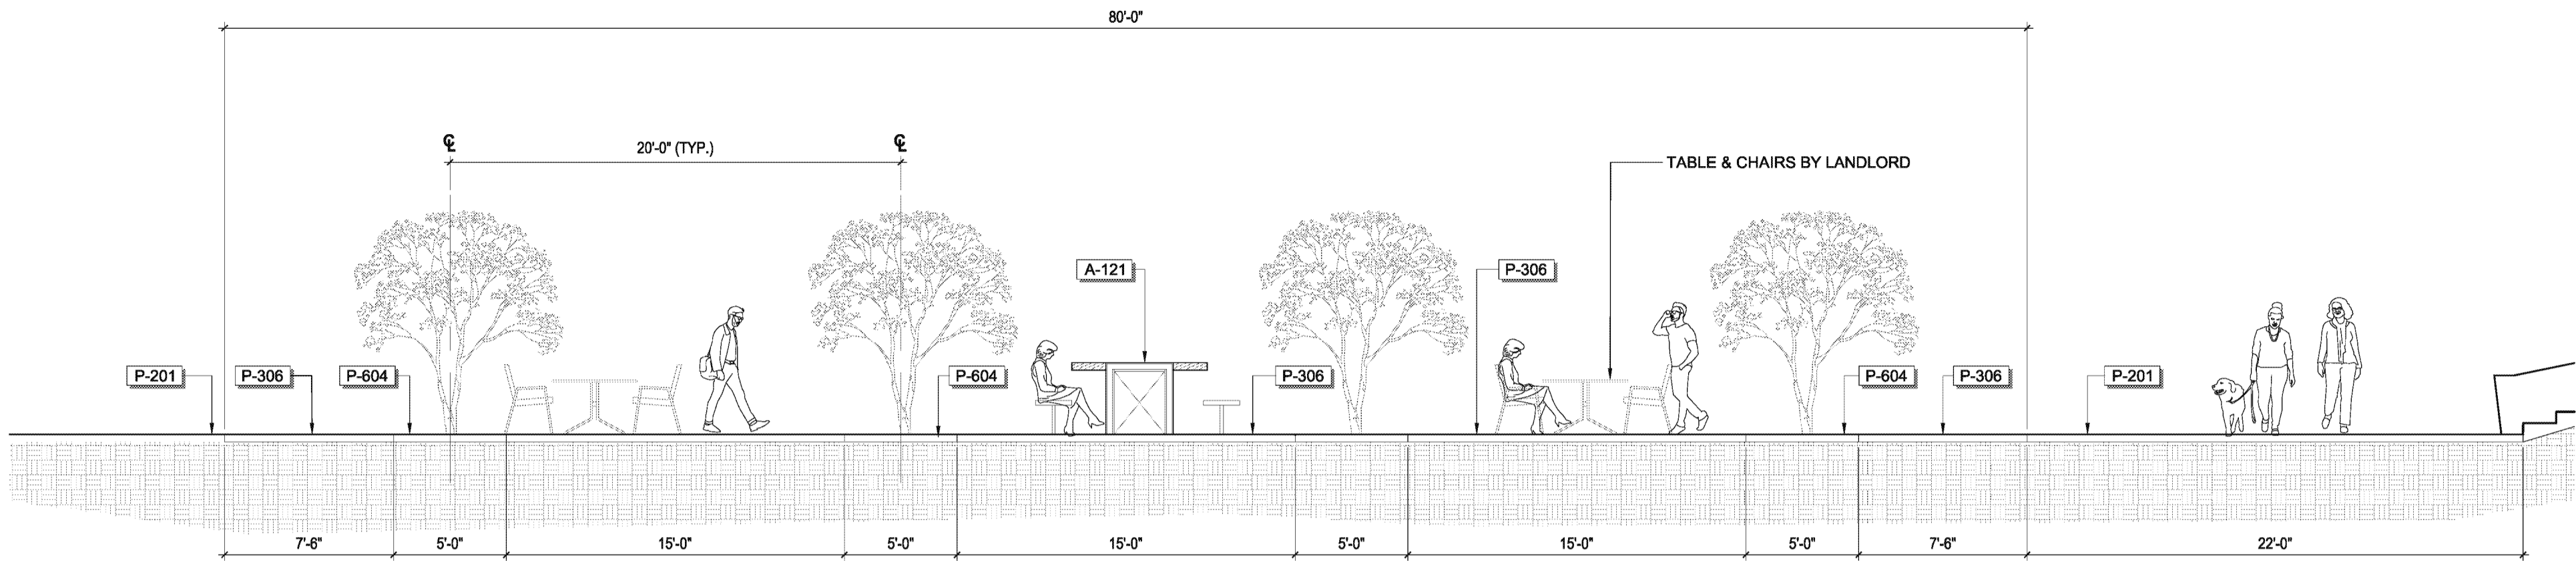 80'-0"
℄
℄
20'-0" (TYP.)
TABLE & CHAIRS BY LANDLORD
A-121
P-306
P-201
P-306
P-604
P-604
P-306
P-604
P-306
P-201
7'-6"
5'-0"
15'-0"
5'-0"
15'-0"
5'-0"
15'-0"
5'-0"
7'-6"
22'-0"